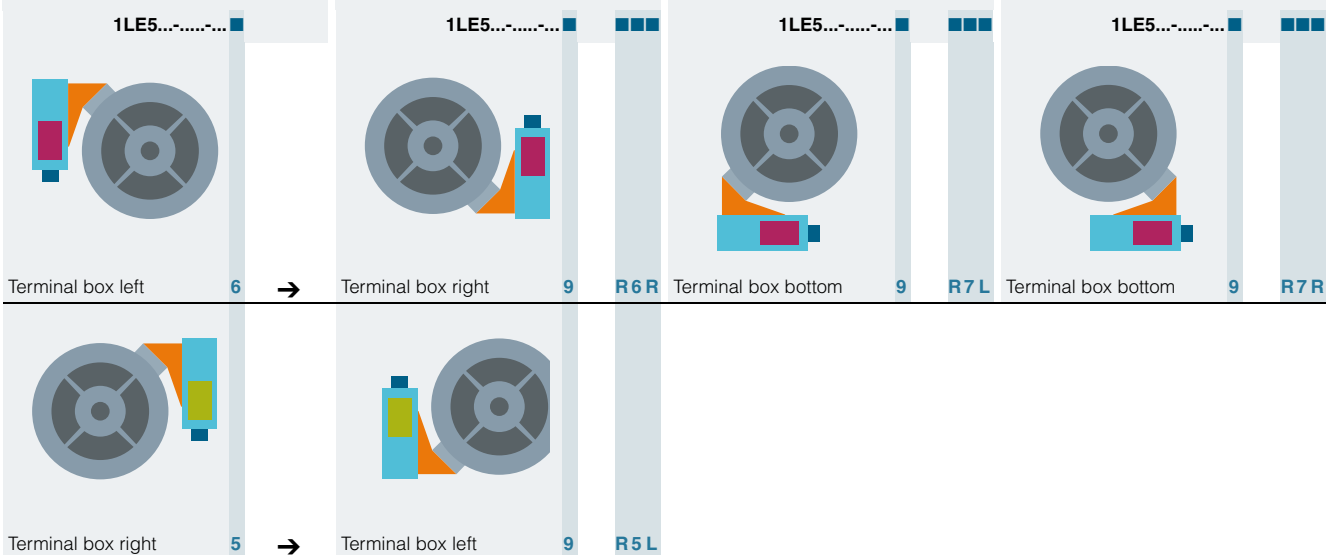 1LE5...-.....-...■ 1LE5...-.....-...■ ■■■ 1LE5...-.....-...■ ■■■ 1LE5...-.....-...■ ■■■
Terminal box left 6 ➔ Terminal box right 9 R6R Terminal box bottom 9 R7L Terminal box bottom 9 R7R
Terminal box right 5 ➔ Terminal box left 9 R5L